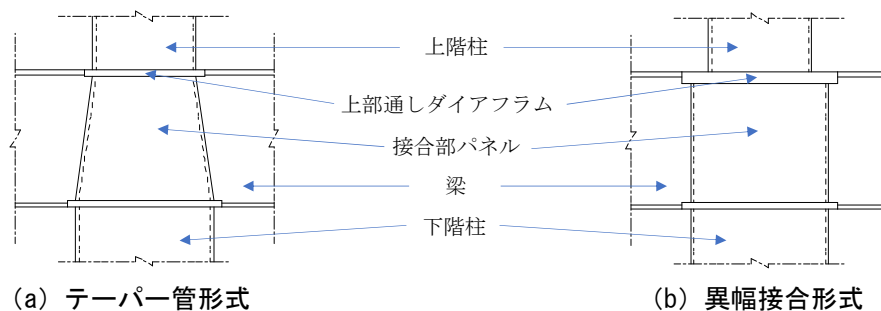 上階柱
上部通しダイアフラム
接合部パネル
梁
下階柱
(a) テーパー管形式
(b) 異幅接合形式